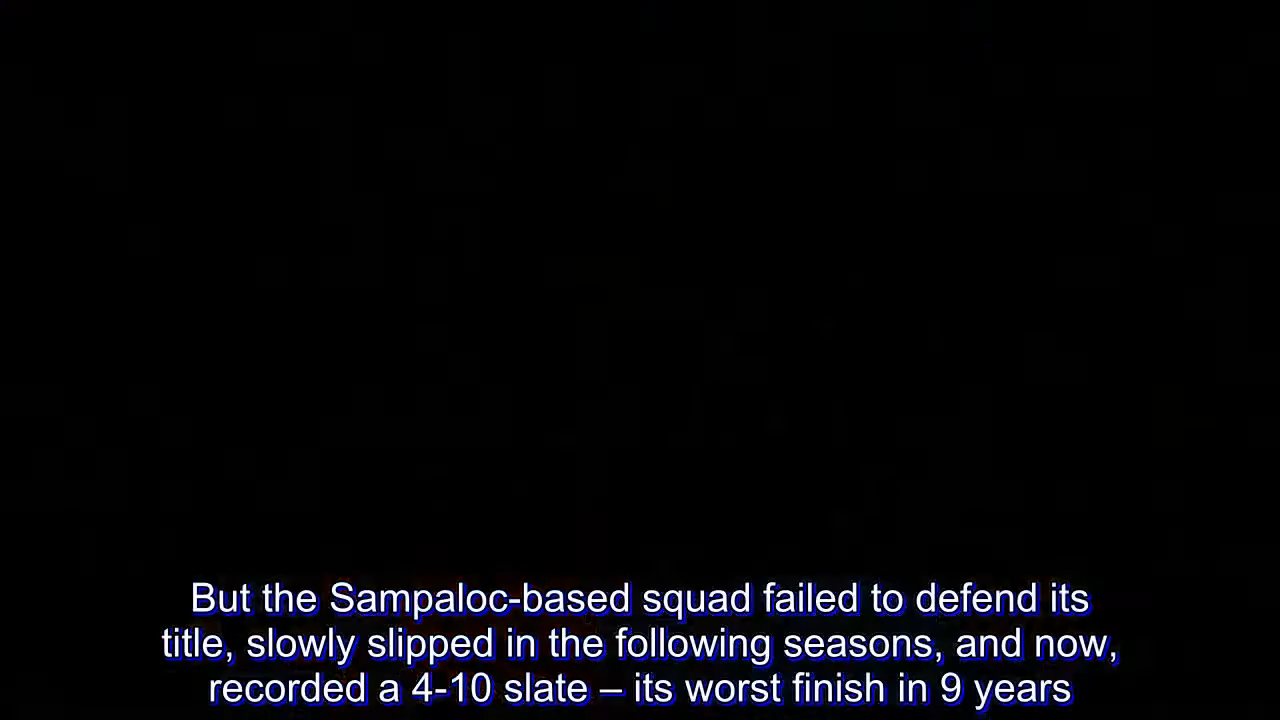 But the Sampaloc-based squad failed to defend its
title, slowly slipped in the following seasons, and now,
recorded a 4-10 slate – its worst finish in 9 years